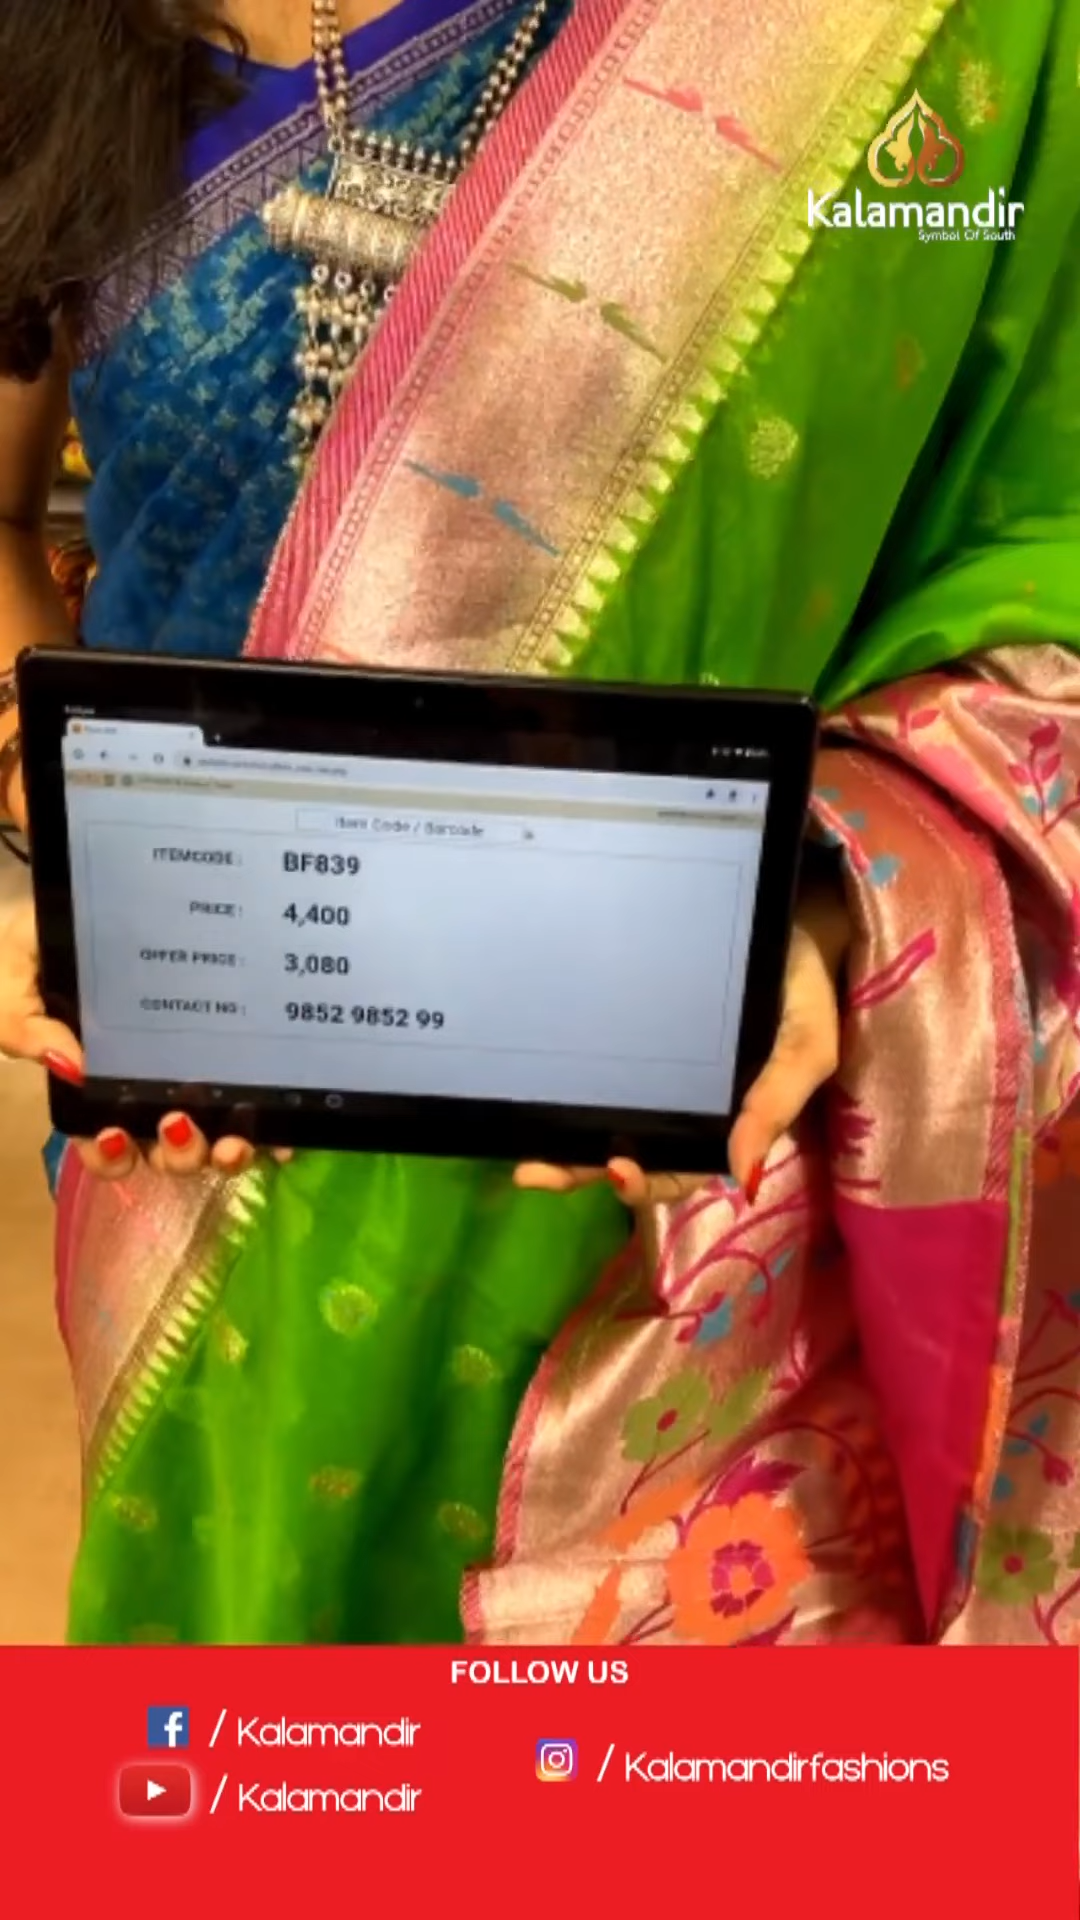 Kalamandir
Symbol Of South
Item Code / Barcode
ITEMCODE : BF839
PRICE : 4,400
OFFER PRICE : 3,080
CONTACT NO : 9852 9852 99
FOLLOW US
/ Kalamandir
/ Kalamandirfashions
/ Kalamandir